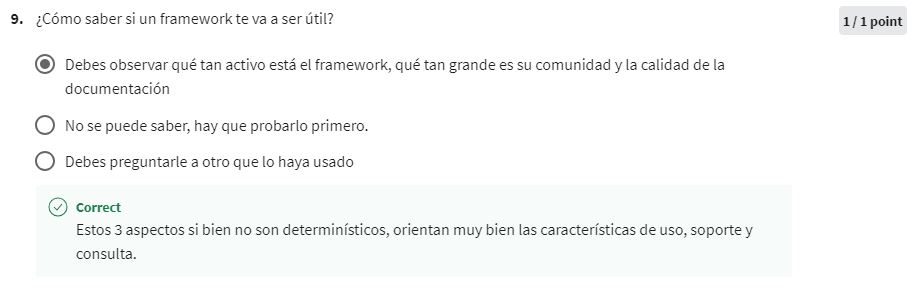 9. ¿Cómo saber si un framework te va a ser útil?
1 / 1 point
Debes observar qué tan activo está el framework, qué tan grande es su comunidad y la calidad de la
documentación
No se puede saber, hay que probarlo primero.
Debes preguntarle a otro que lo haya usado
Correct
Estos 3 aspectos si bien no son determinísticos, orientan muy bien las características de uso, soporte y
consulta.